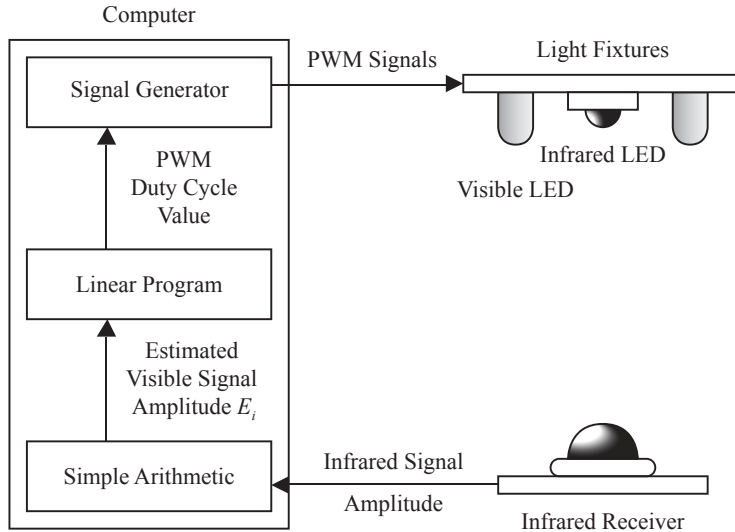 Computer
Signal Generator
PWM
Duty Cycle
Value
Linear Program
Estimated
Visible Signal
Amplitude E_i
Simple Arithmetic
PWM Signals
Light Fixtures
Infrared LED
Visible LED
Infrared Signal
Amplitude
Infrared Receiver